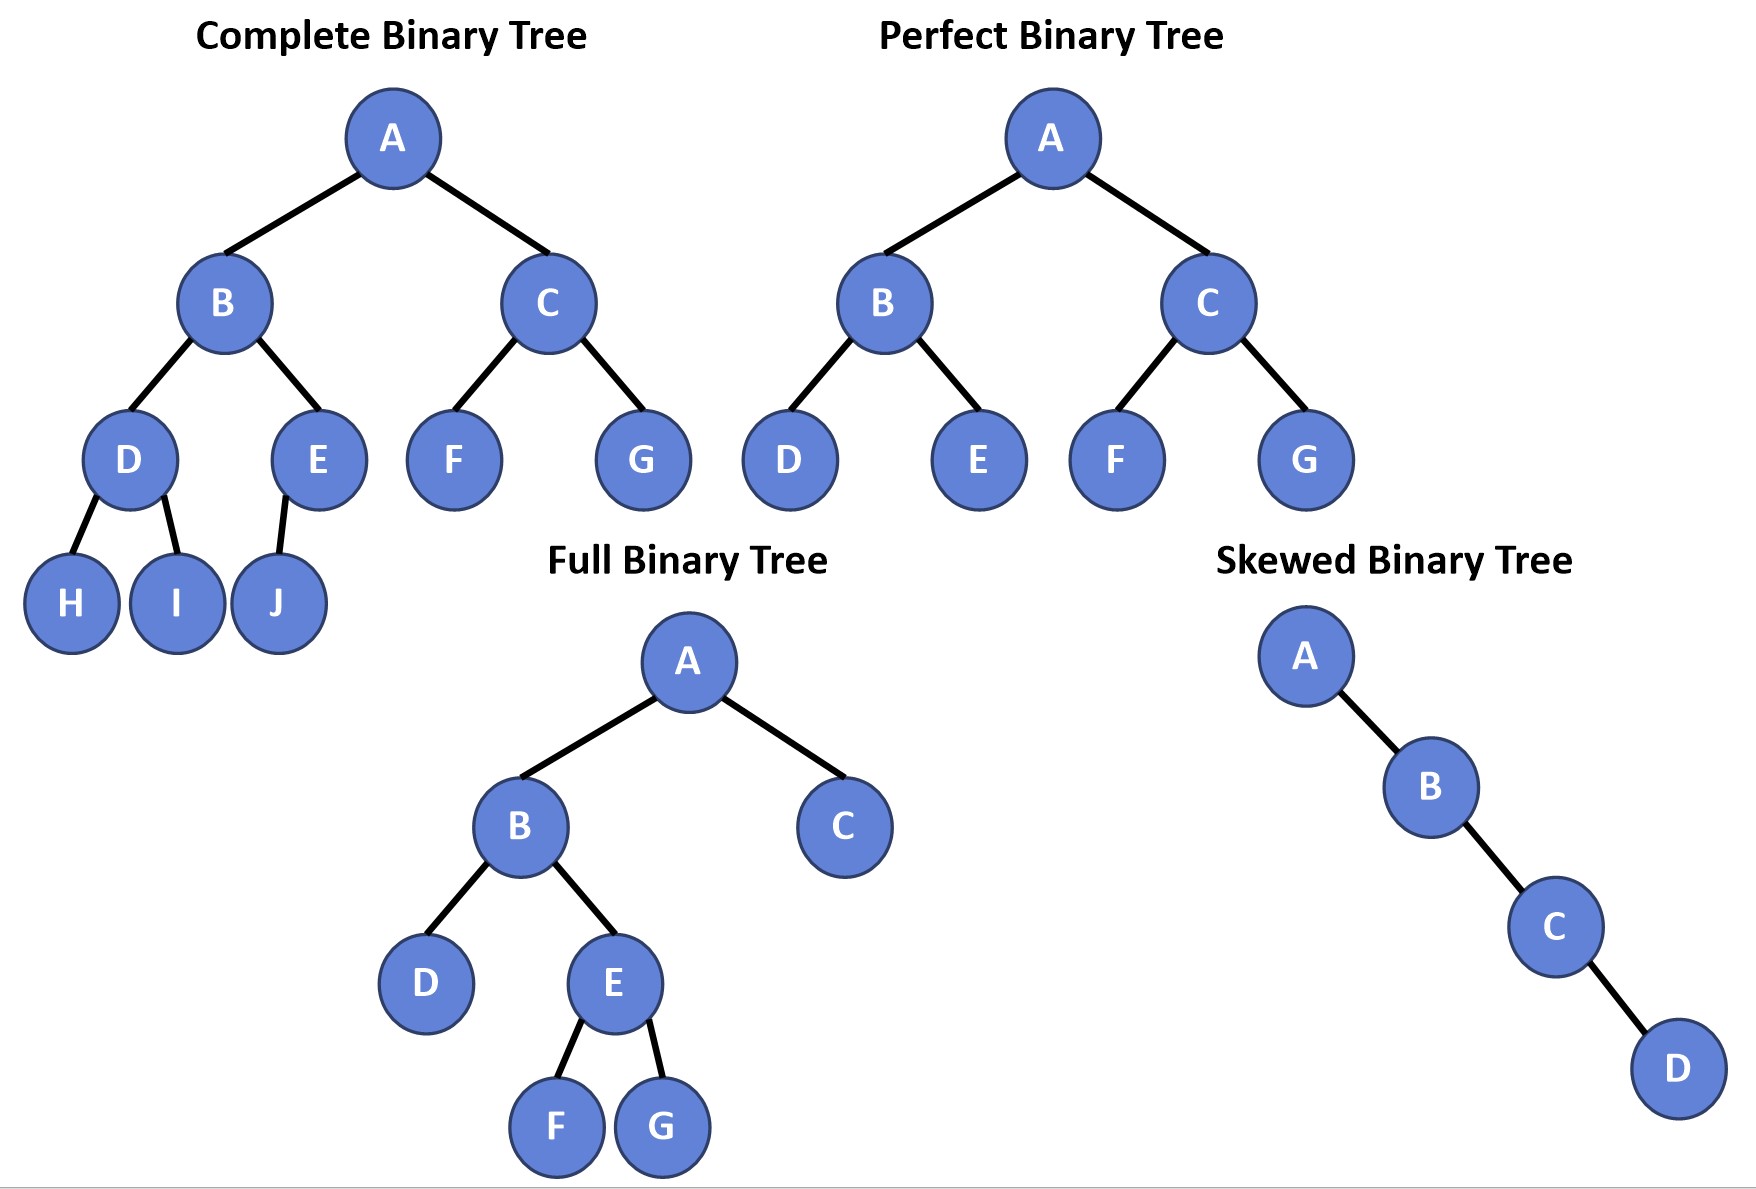 Complete Binary Tree
A
B C
D E F G
H I J
Perfect Binary Tree
A
B C
D E F G
Full Binary Tree
A
B C
D E
F G
Skewed Binary Tree
A
B
C
D